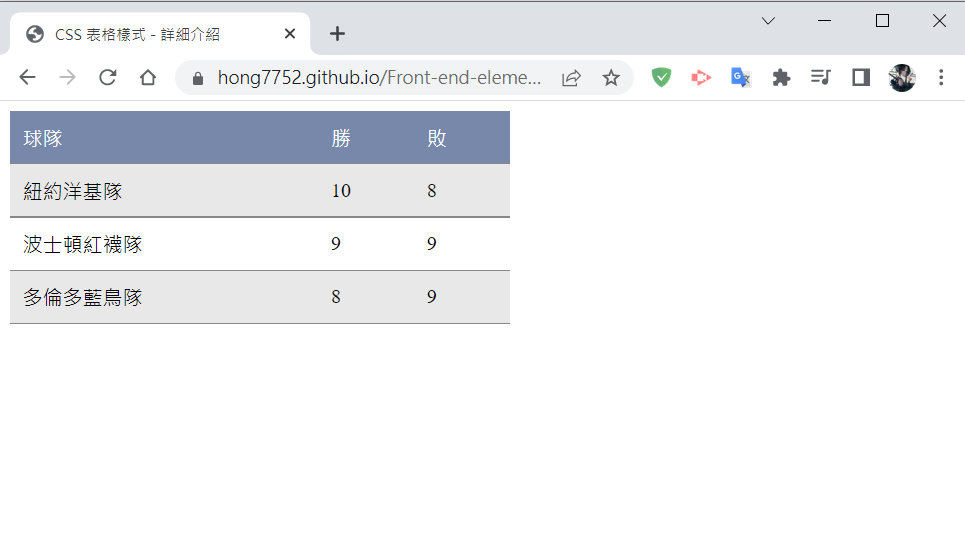 CSS 表格樣式 - 詳細介紹
hong7752.github.io/Front-end-eleme...
球隊 勝 敗
紐約洋基隊 10 8
波士頓紅襪隊 9 9
多倫多藍鳥隊 8 9